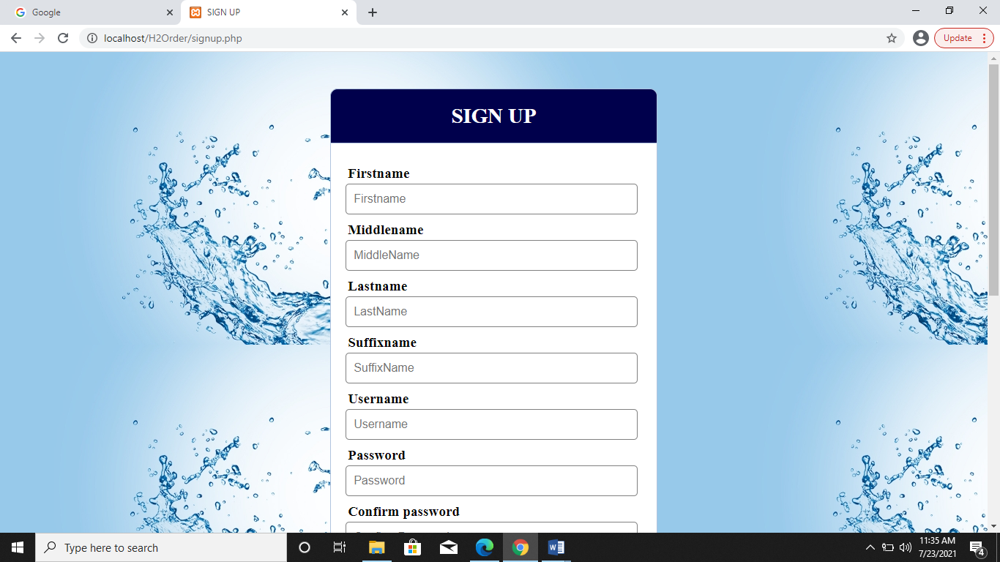 Google
SIGN UP
localhost/H2Order/signup.php
Update
SIGN UP
Firstname
Firstname
Middlename
MiddleName
Lastname
LastName
Suffixname
SuffixName
Username
Username
Password
Password
Confirm password
Type here to search
11:35 AM
7/23/2021
4